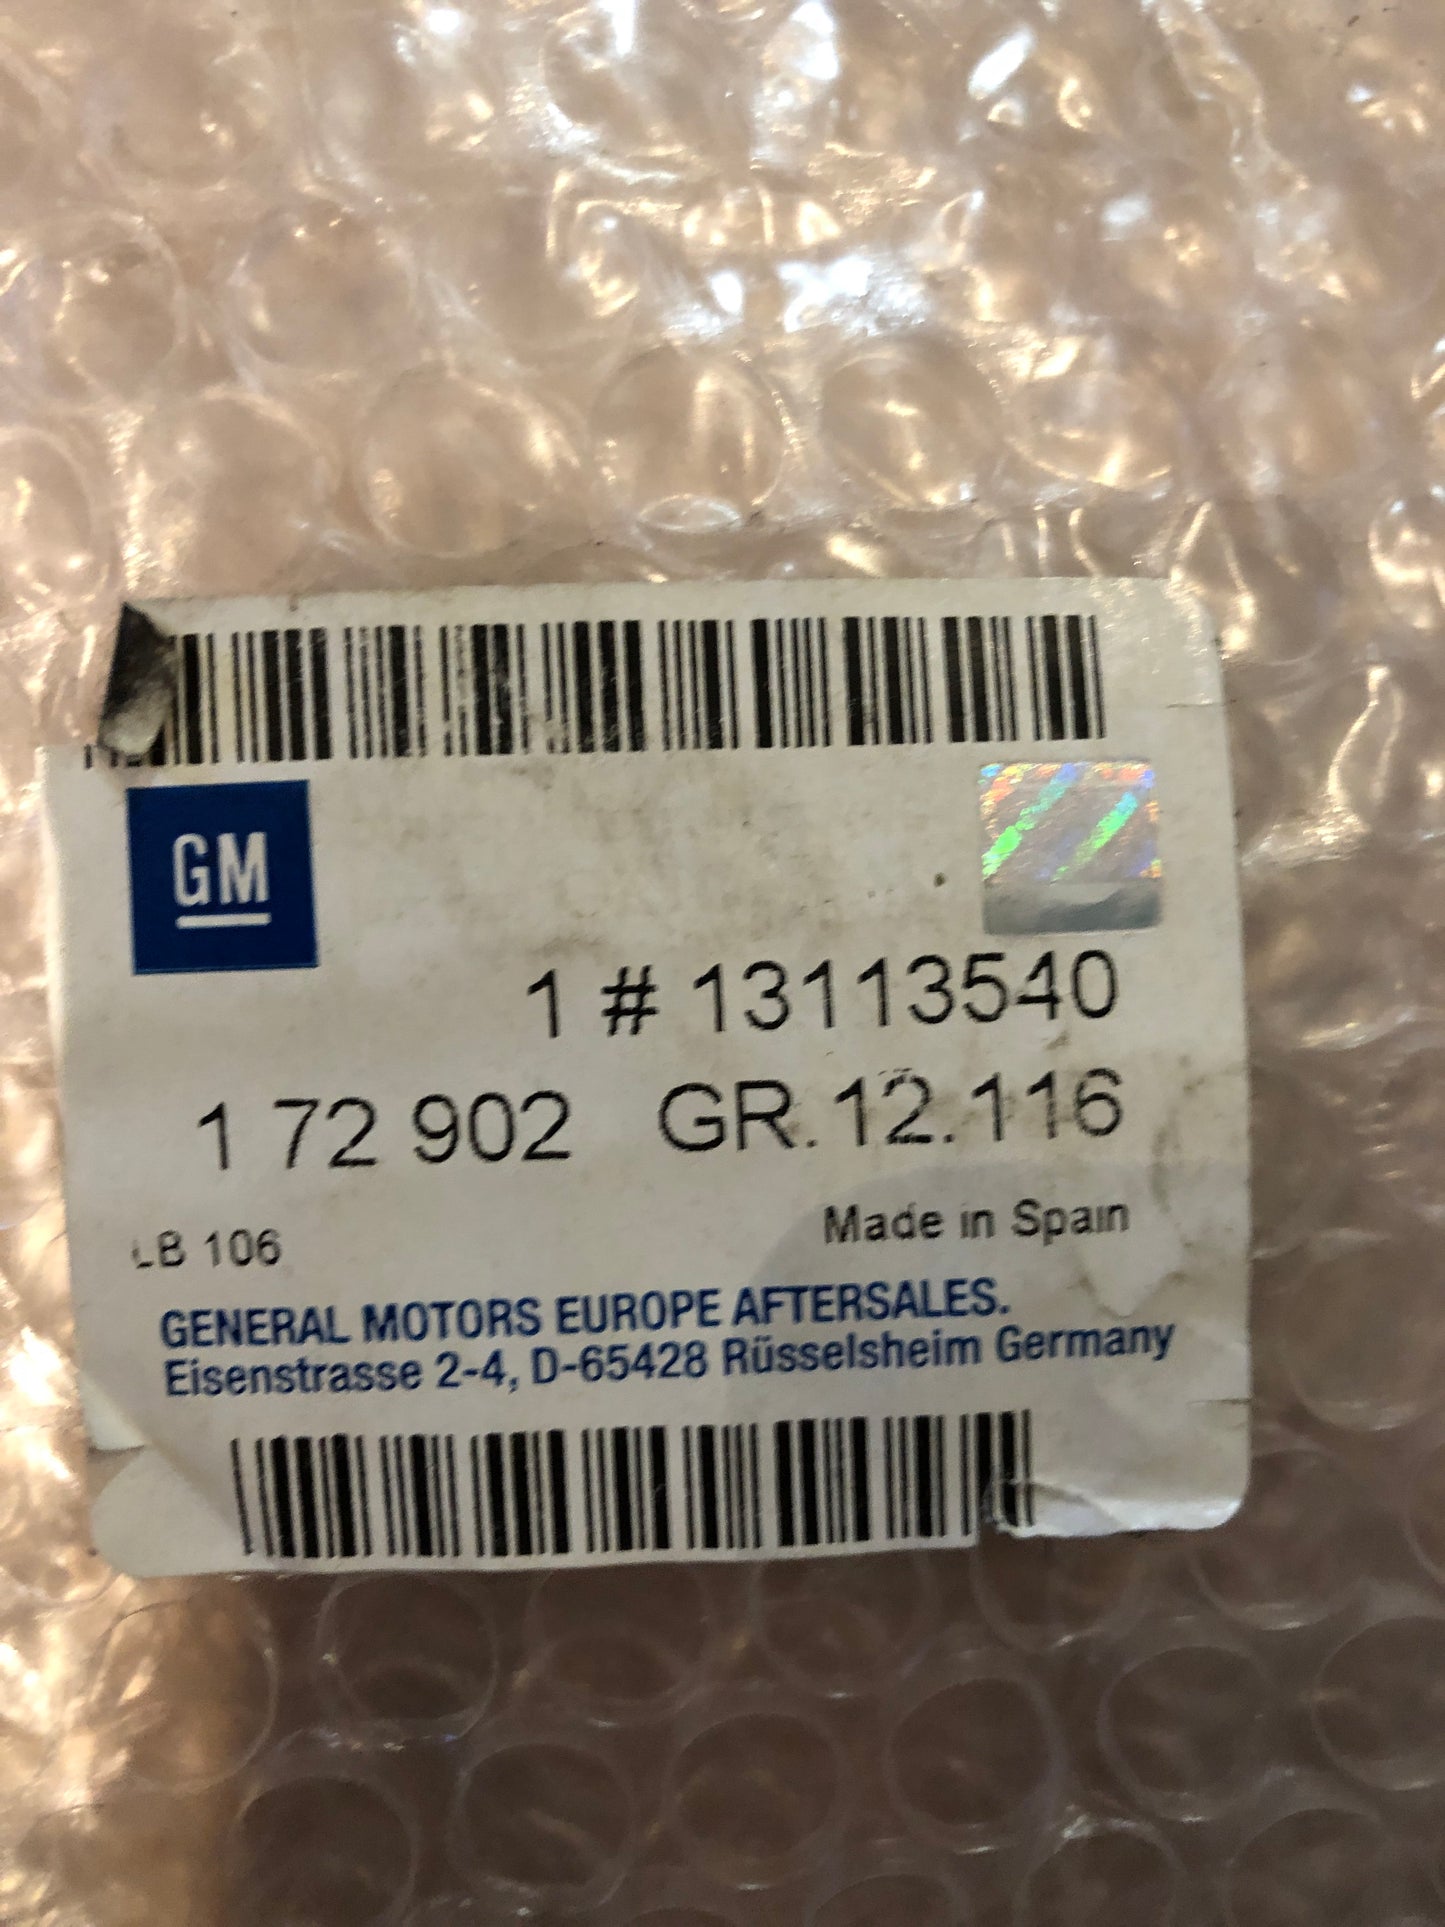 GM
1 # 13113540
1 72 902 GR.12.116
LB 106
Made in Spain
GENERAL MOTORS EUROPE AFTERSALES.
Eisenstrasse 2-4, D-65428 Rüsselsheim Germany